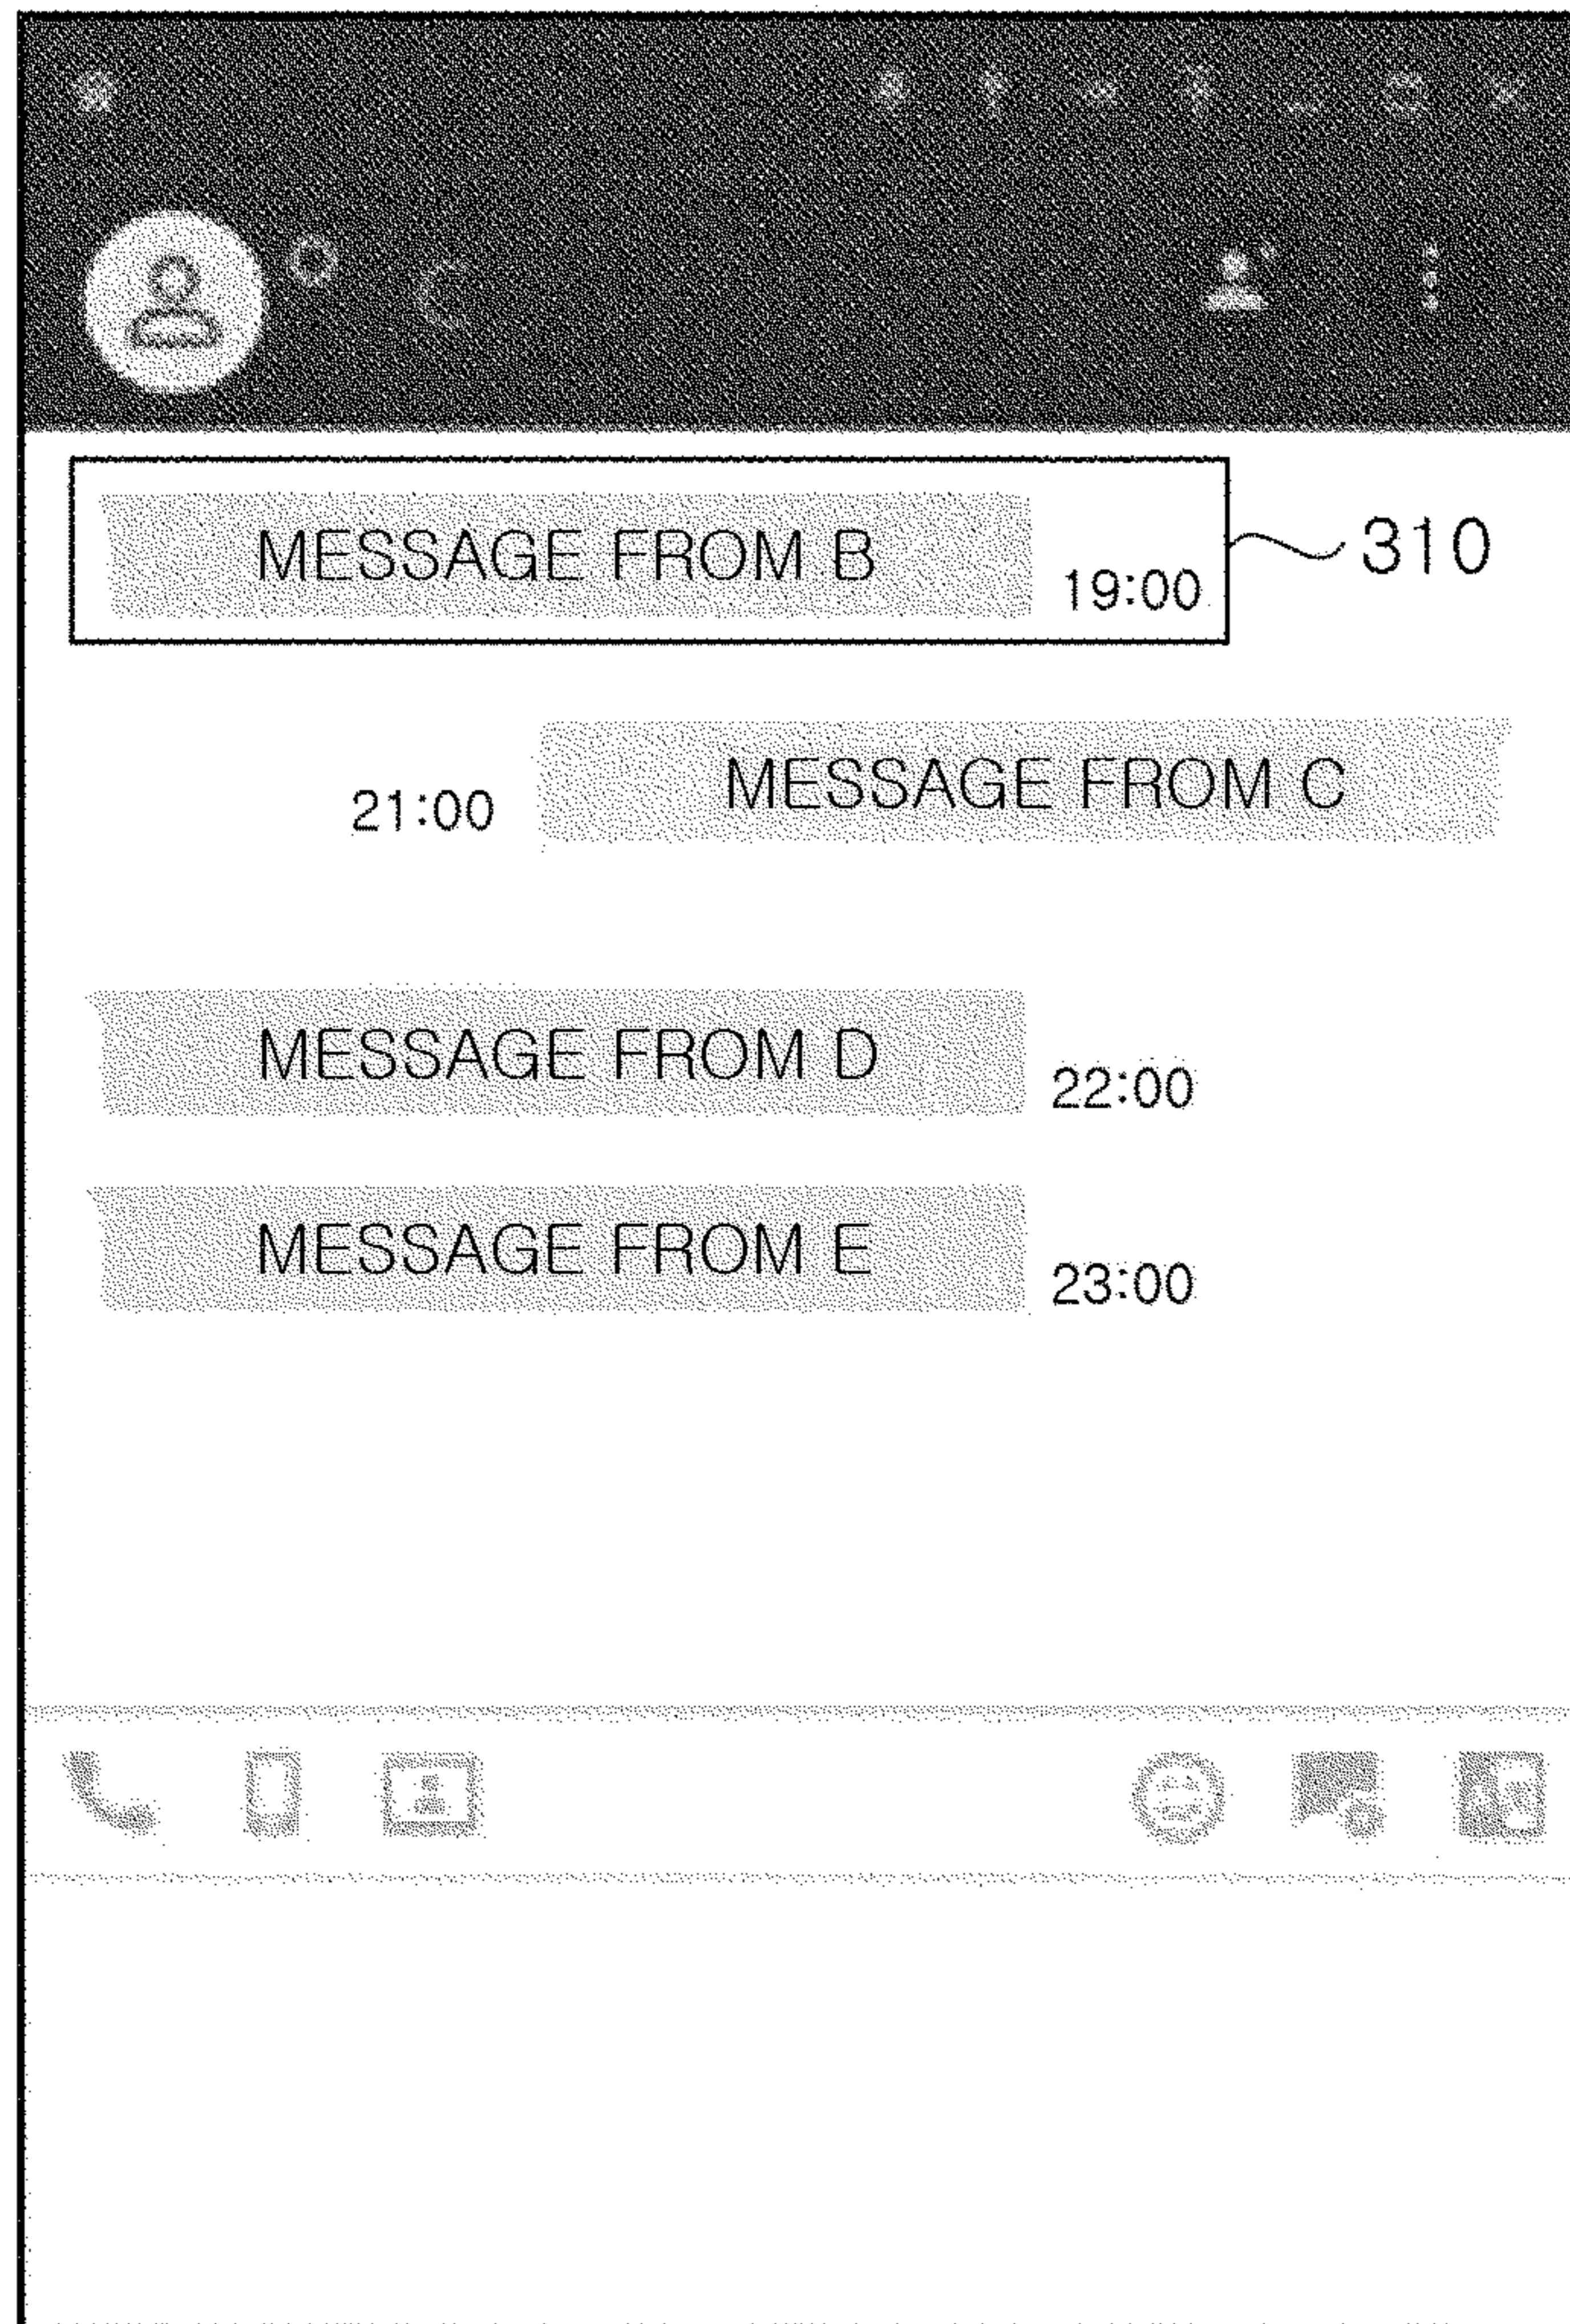 MESSAGE FROM B
19:00
310
MESSAGE FROM C
21:00
MESSAGE FROM D
22:00
MESSAGE FROM E
23:00